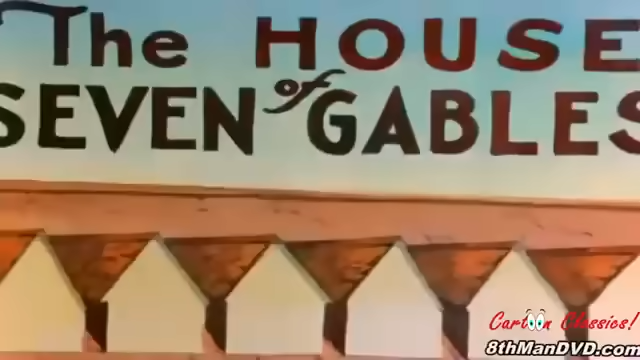 The HOUSE
SEVEN of GABLES
Cartoon Classics!
8thManDVD.com